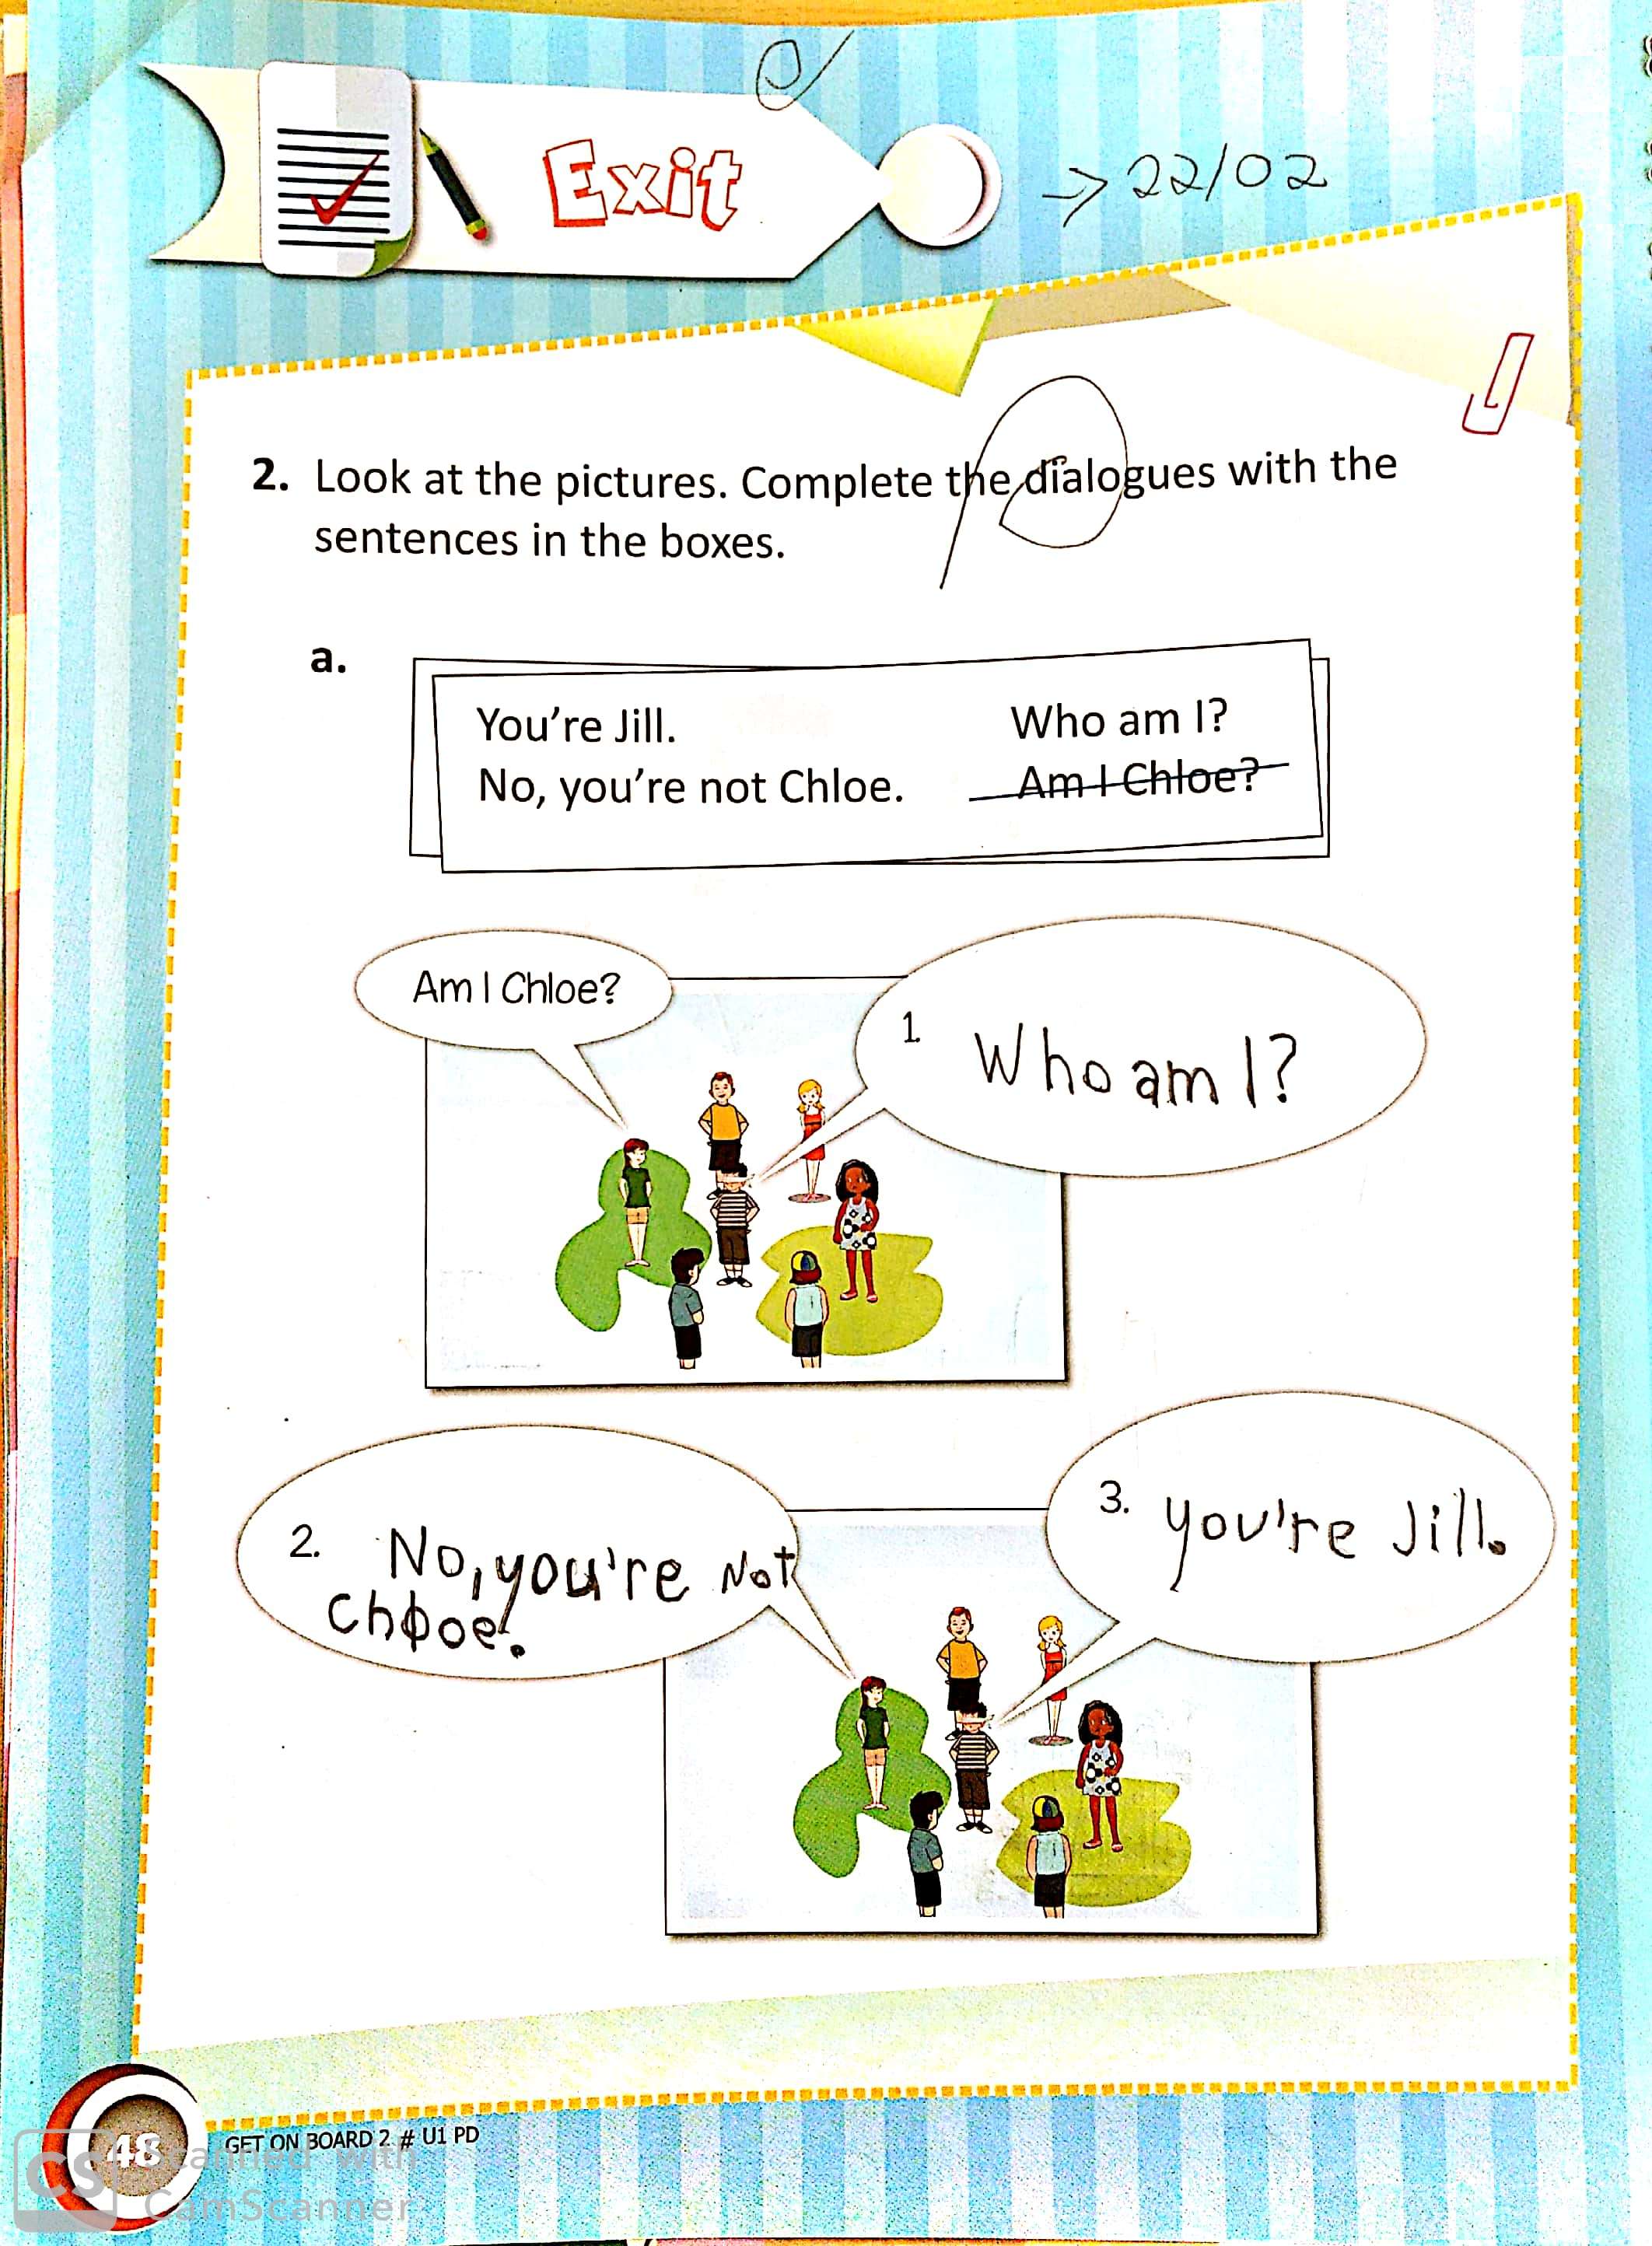 Exit
→ 22/02
2. Look at the pictures. Complete the dialogues with the
sentences in the boxes.
a.
You're Jill.
Who am I?
No, you're not Chloe.
Am I Chloe?
Am I Chloe?
1. Who am I?
2. No, you're Not
Chloe.
3. you're Jill.
48
GET ON BOARD 2 # U1 PD
CS
Scanned with
CamScanner